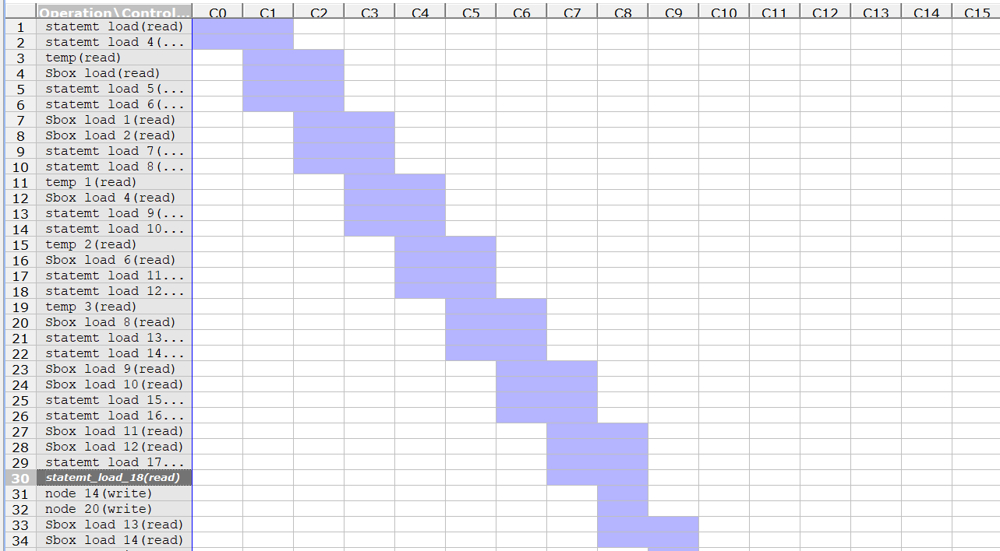 Operation\Control... C0 C1 C2 C3 C4 C5 C6 C7 C8 C9 C10 C11 C12 C13 C14 C15
1 statemt load(read)
2 statemt load 4(...
3 temp(read)
4 Sbox load(read)
5 statemt load 5(...
6 statemt load 6(...
7 Sbox load 1(read)
8 Sbox load 2(read)
9 statemt load 7(...
10 statemt load 8(...
11 temp 1(read)
12 Sbox load 4(read)
13 statemt load 9(...
14 statemt load 10...
15 temp 2(read)
16 Sbox load 6(read)
17 statemt load 11...
18 statemt load 12...
19 temp 3(read)
20 Sbox load 8(read)
21 statemt load 13...
22 statemt load 14...
23 Sbox load 9(read)
24 Sbox load 10(read)
25 statemt load 15...
26 statemt load 16...
27 Sbox load 11(read)
28 Sbox load 12(read)
29 statemt load 17...
30 statemt_load_18(read)
31 node 14(write)
32 node 20(write)
33 Sbox load 13(read)
34 Sbox load 14(read)